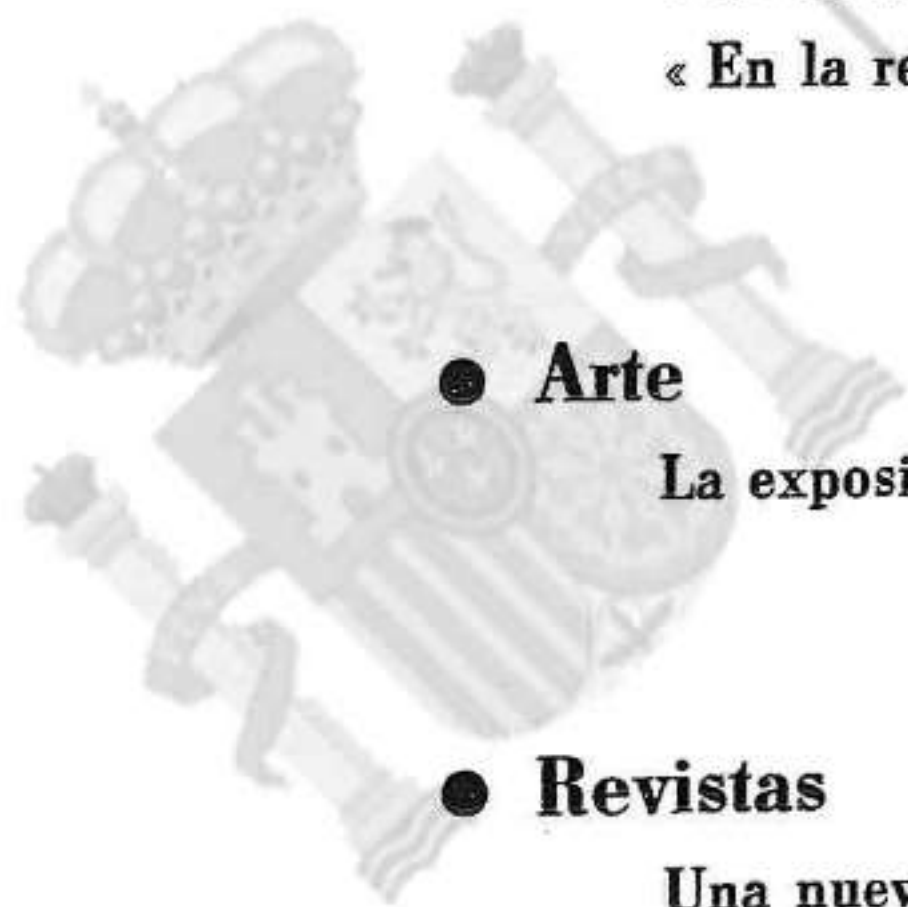 « En la
● Arte
La
● Revistas
Una